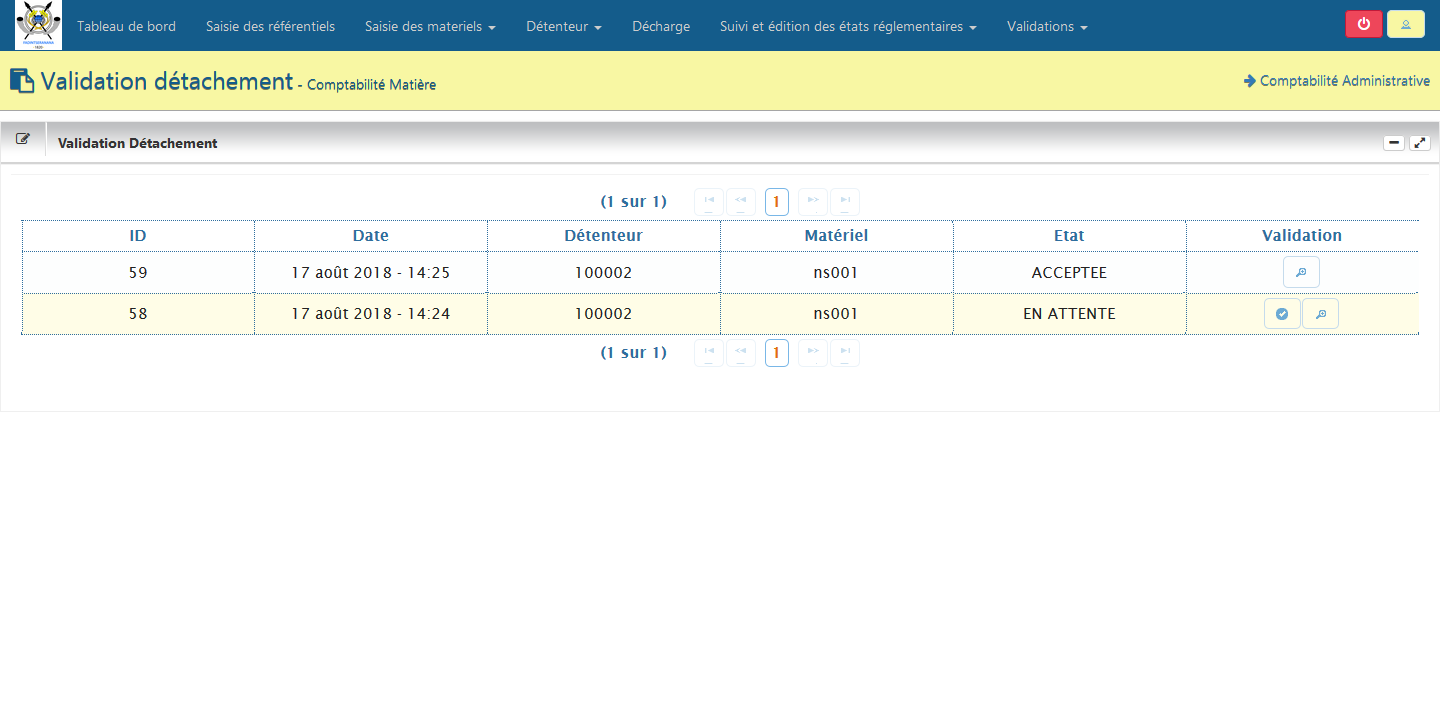 Tableau de bord Saisie des référentiels Saisie des materiels Détenteur Décharge Suivi et édition des états réglementaires Validations
Validation détachement - Comptabilité Matière Comptabilité Administrative
Validation Détachement
(1 sur 1) 1
ID Date Détenteur Matériel Etat Validation
59 17 août 2018 - 14:25 100002 ns001 ACCEPTEE
58 17 août 2018 - 14:24 100002 ns001 EN ATTENTE
(1 sur 1) 1